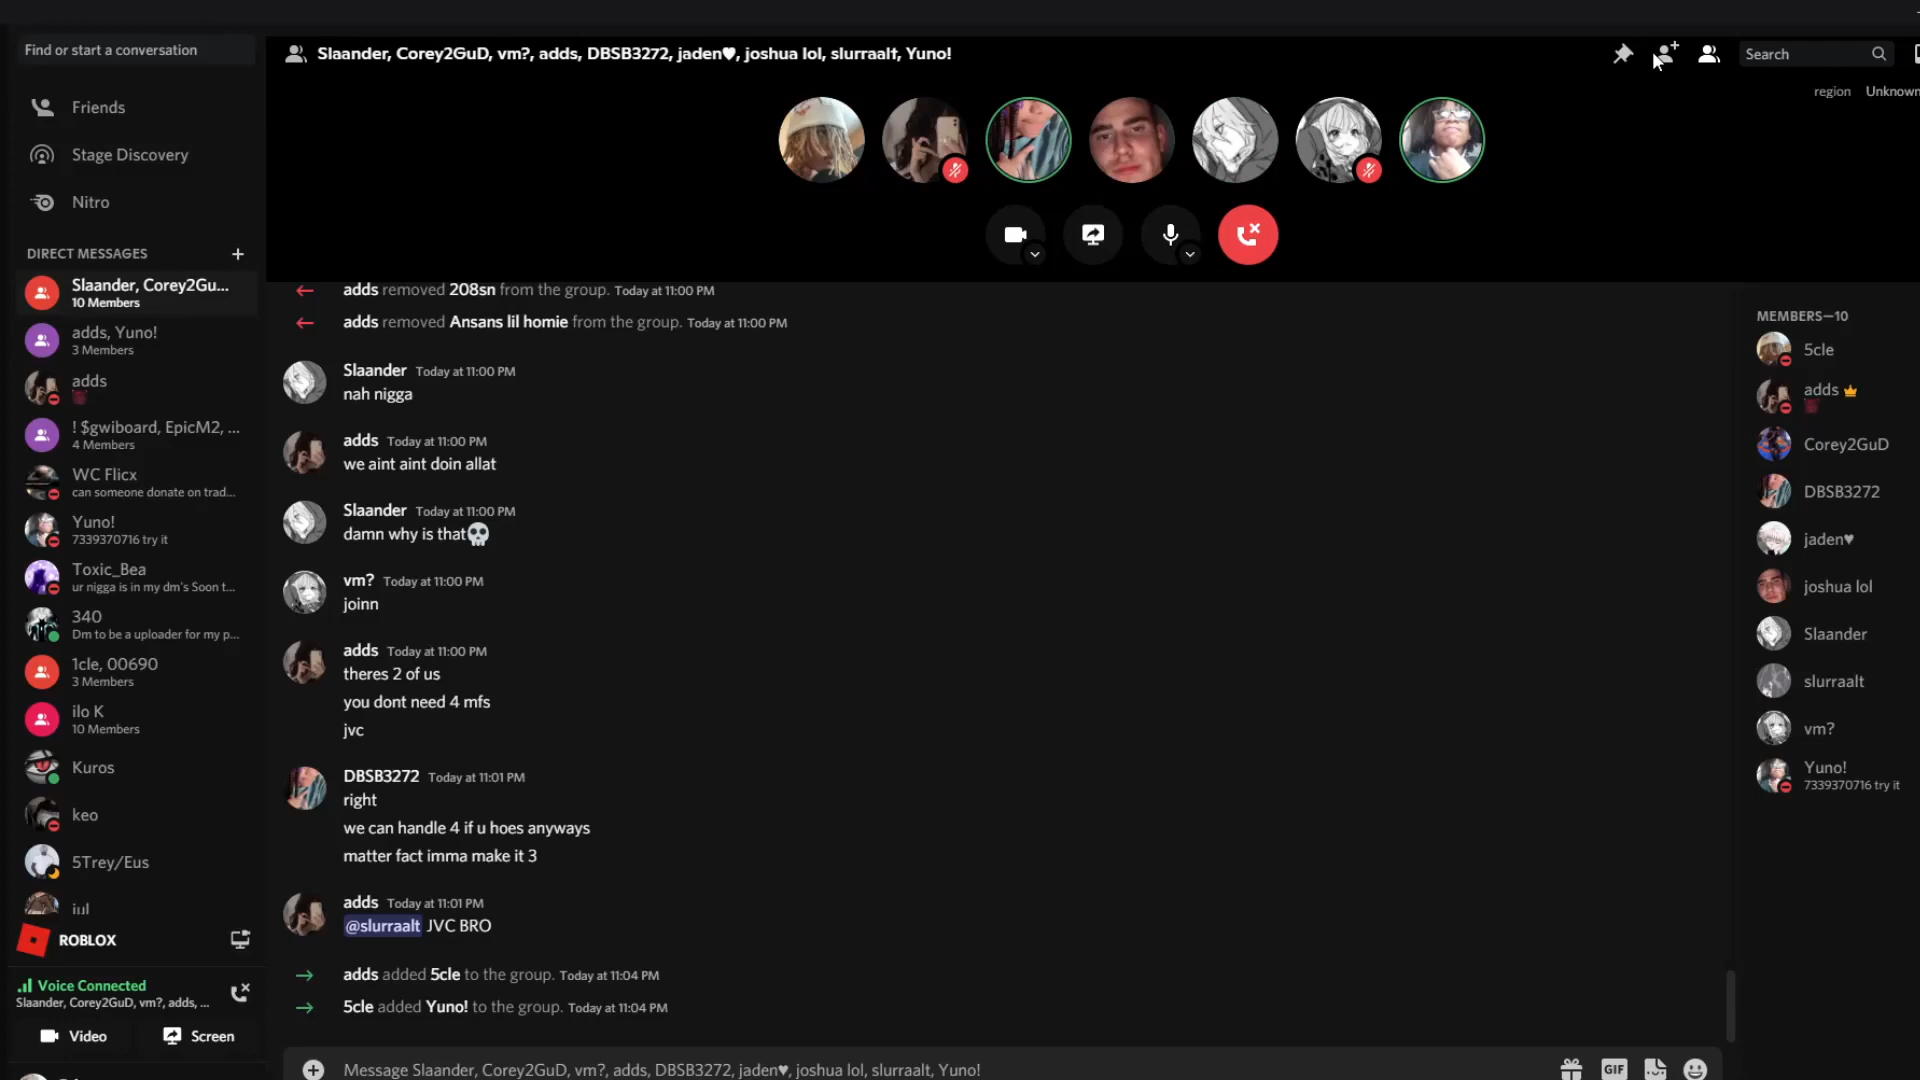 Find or start a conversation
Friends
Stage Discovery
Nitro
DIRECT MESSAGES
Slaander, Corey2Gu...
10 Members
adds, Yuno!
3 Members
adds
! $gwiboard, EpicM2, ...
4 Members
WC Flicx
can someone donate on trad...
Yuno!
7339370716 try it
Toxic_Bea
ur nigga is in my dm's Soon t...
340
Dm to be a uploader for my p...
1cle, 00690
3 Members
ilo K
10 Members
Kuros
keo
5Trey/Eus
ROBLOX
Voice Connected
Slaander, Corey2GuD, vm?, adds, ...
Video
Screen
Slaander, Corey2GuD, vm?, adds, DBSB3272, jaden♥, joshua lol, slurraalt, Yuno!
Search
region Unknown
adds removed 208sn from the group. Today at 11:00 PM
adds removed Ansans lil homie from the group. Today at 11:00 PM
Slaander Today at 11:00 PM
nah nigga
adds Today at 11:00 PM
we aint aint doin allat
Slaander Today at 11:00 PM
damn why is that💀
vm? Today at 11:00 PM
joinn
adds Today at 11:00 PM
theres 2 of us
you dont need 4 mfs
jvc
DBSB3272 Today at 11:01 PM
right
we can handle 4 if u hoes anyways
matter fact imma make it 3
adds Today at 11:01 PM
@slurraalt JVC BRO
adds added 5cle to the group. Today at 11:04 PM
5cle added Yuno! to the group. Today at 11:04 PM
Message Slaander, Corey2GuD, vm?, adds, DBSB3272, jaden♥, joshua lol, slurraalt, Yuno!
GIF
MEMBERS—10
5cle
adds
Corey2GuD
DBSB3272
jaden♥
joshua lol
Slaander
slurraalt
vm?
Yuno!
7339370716 try it